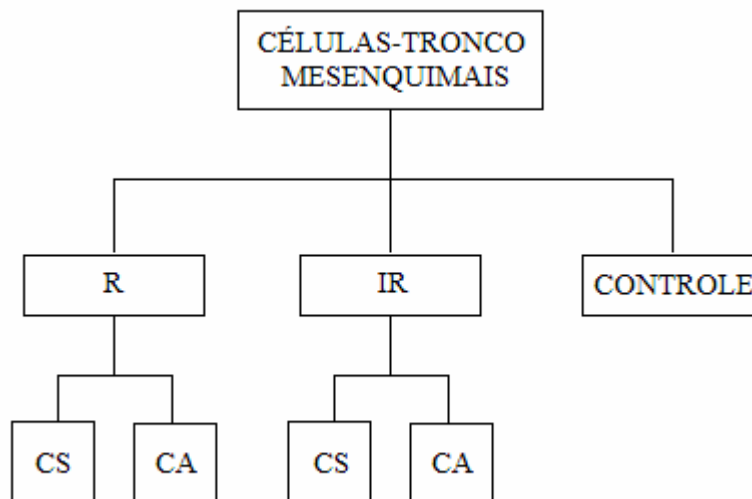 CÉLULAS-TRONCO
MESENQUIMAIS
R
IR
CONTROLE
CS
CA
CS
CA